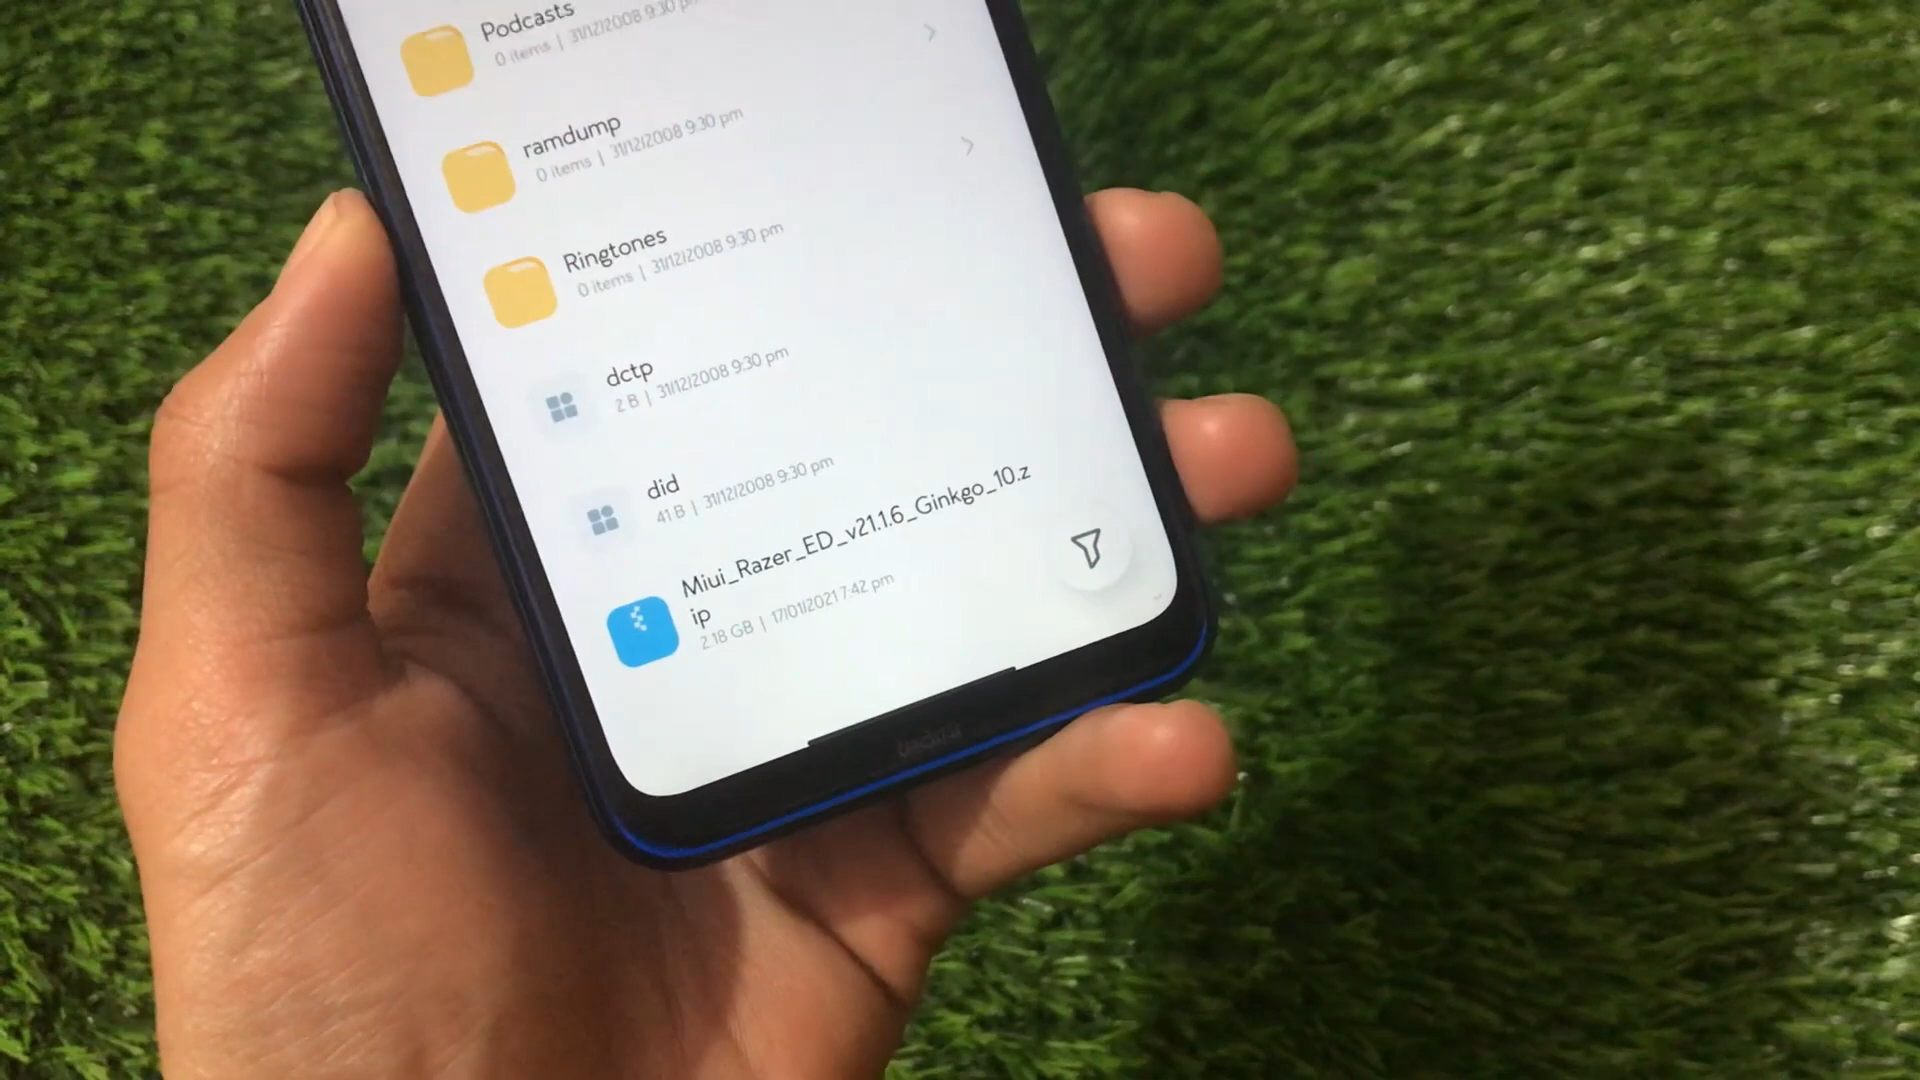 Podcasts
0 items | 31/12/2008 9:30 pm
ramdump
0 items | 31/12/2008 9:30 pm
Ringtones
0 items | 31/12/2008 9:30 pm
dctp
2 B | 31/12/2008 9:30 pm
did
41 B | 31/12/2008 9:30 pm
Miui_Razer_ED_v21.1.6_Ginkgo_10.z
ip
2.18 GB | 17/01/2021 7:42 pm